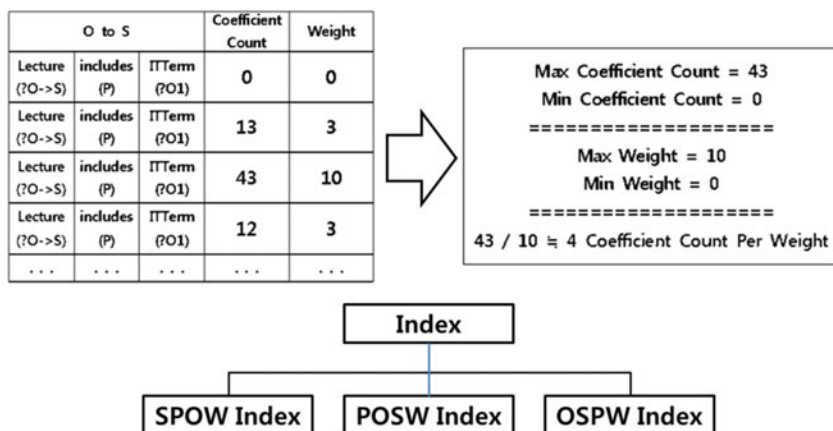 O to S
Coefficient Count
Weight
Lecture (?O->S)
includes (P)
ITTerm (?O1)
0
0
Lecture (?O->S)
includes (P)
ITTerm (?O1)
13
3
Lecture (?O->S)
includes (P)
ITTerm (?O1)
43
10
Lecture (?O->S)
includes (P)
ITTerm (?O1)
12
3
. . .
. . .
. . .
. . .
. . .
Max Coefficient Count = 43
Min Coefficient Count = 0
=====================
Max Weight = 10
Min Weight = 0
=====================
43 / 10 ≒ 4 Coefficient Count Per Weight
Index
SPOW Index
POSW Index
OSPW Index